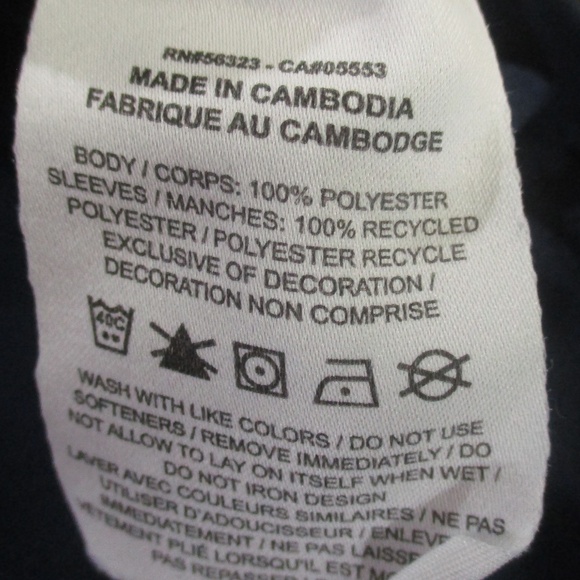 RN#56323 - CA#05553
MADE IN CAMBODIA
FABRIQUE AU CAMBODGE
BODY / CORPS: 100% POLYESTER
SLEEVES / MANCHES: 100% RECYCLED
POLYESTER / POLYESTER RECYCLE
EXCLUSIVE OF DECORATION /
DECORATION NON COMPRISE
40C
WASH WITH LIKE COLORS / DO NOT USE
SOFTENERS / REMOVE IMMEDIATELY / DO
NOT ALLOW TO LAY ON ITSELF WHEN WET /
DO NOT IRON DESIGN
LAVER AVEC COULEURS SIMILAIRES / NE PAS
UTILISER D'ADOUCISSEUR /
IMMEDIATEMENT / NE PAS
VÊTEMENT PLIÉ LORSQU'IL EST
PAS